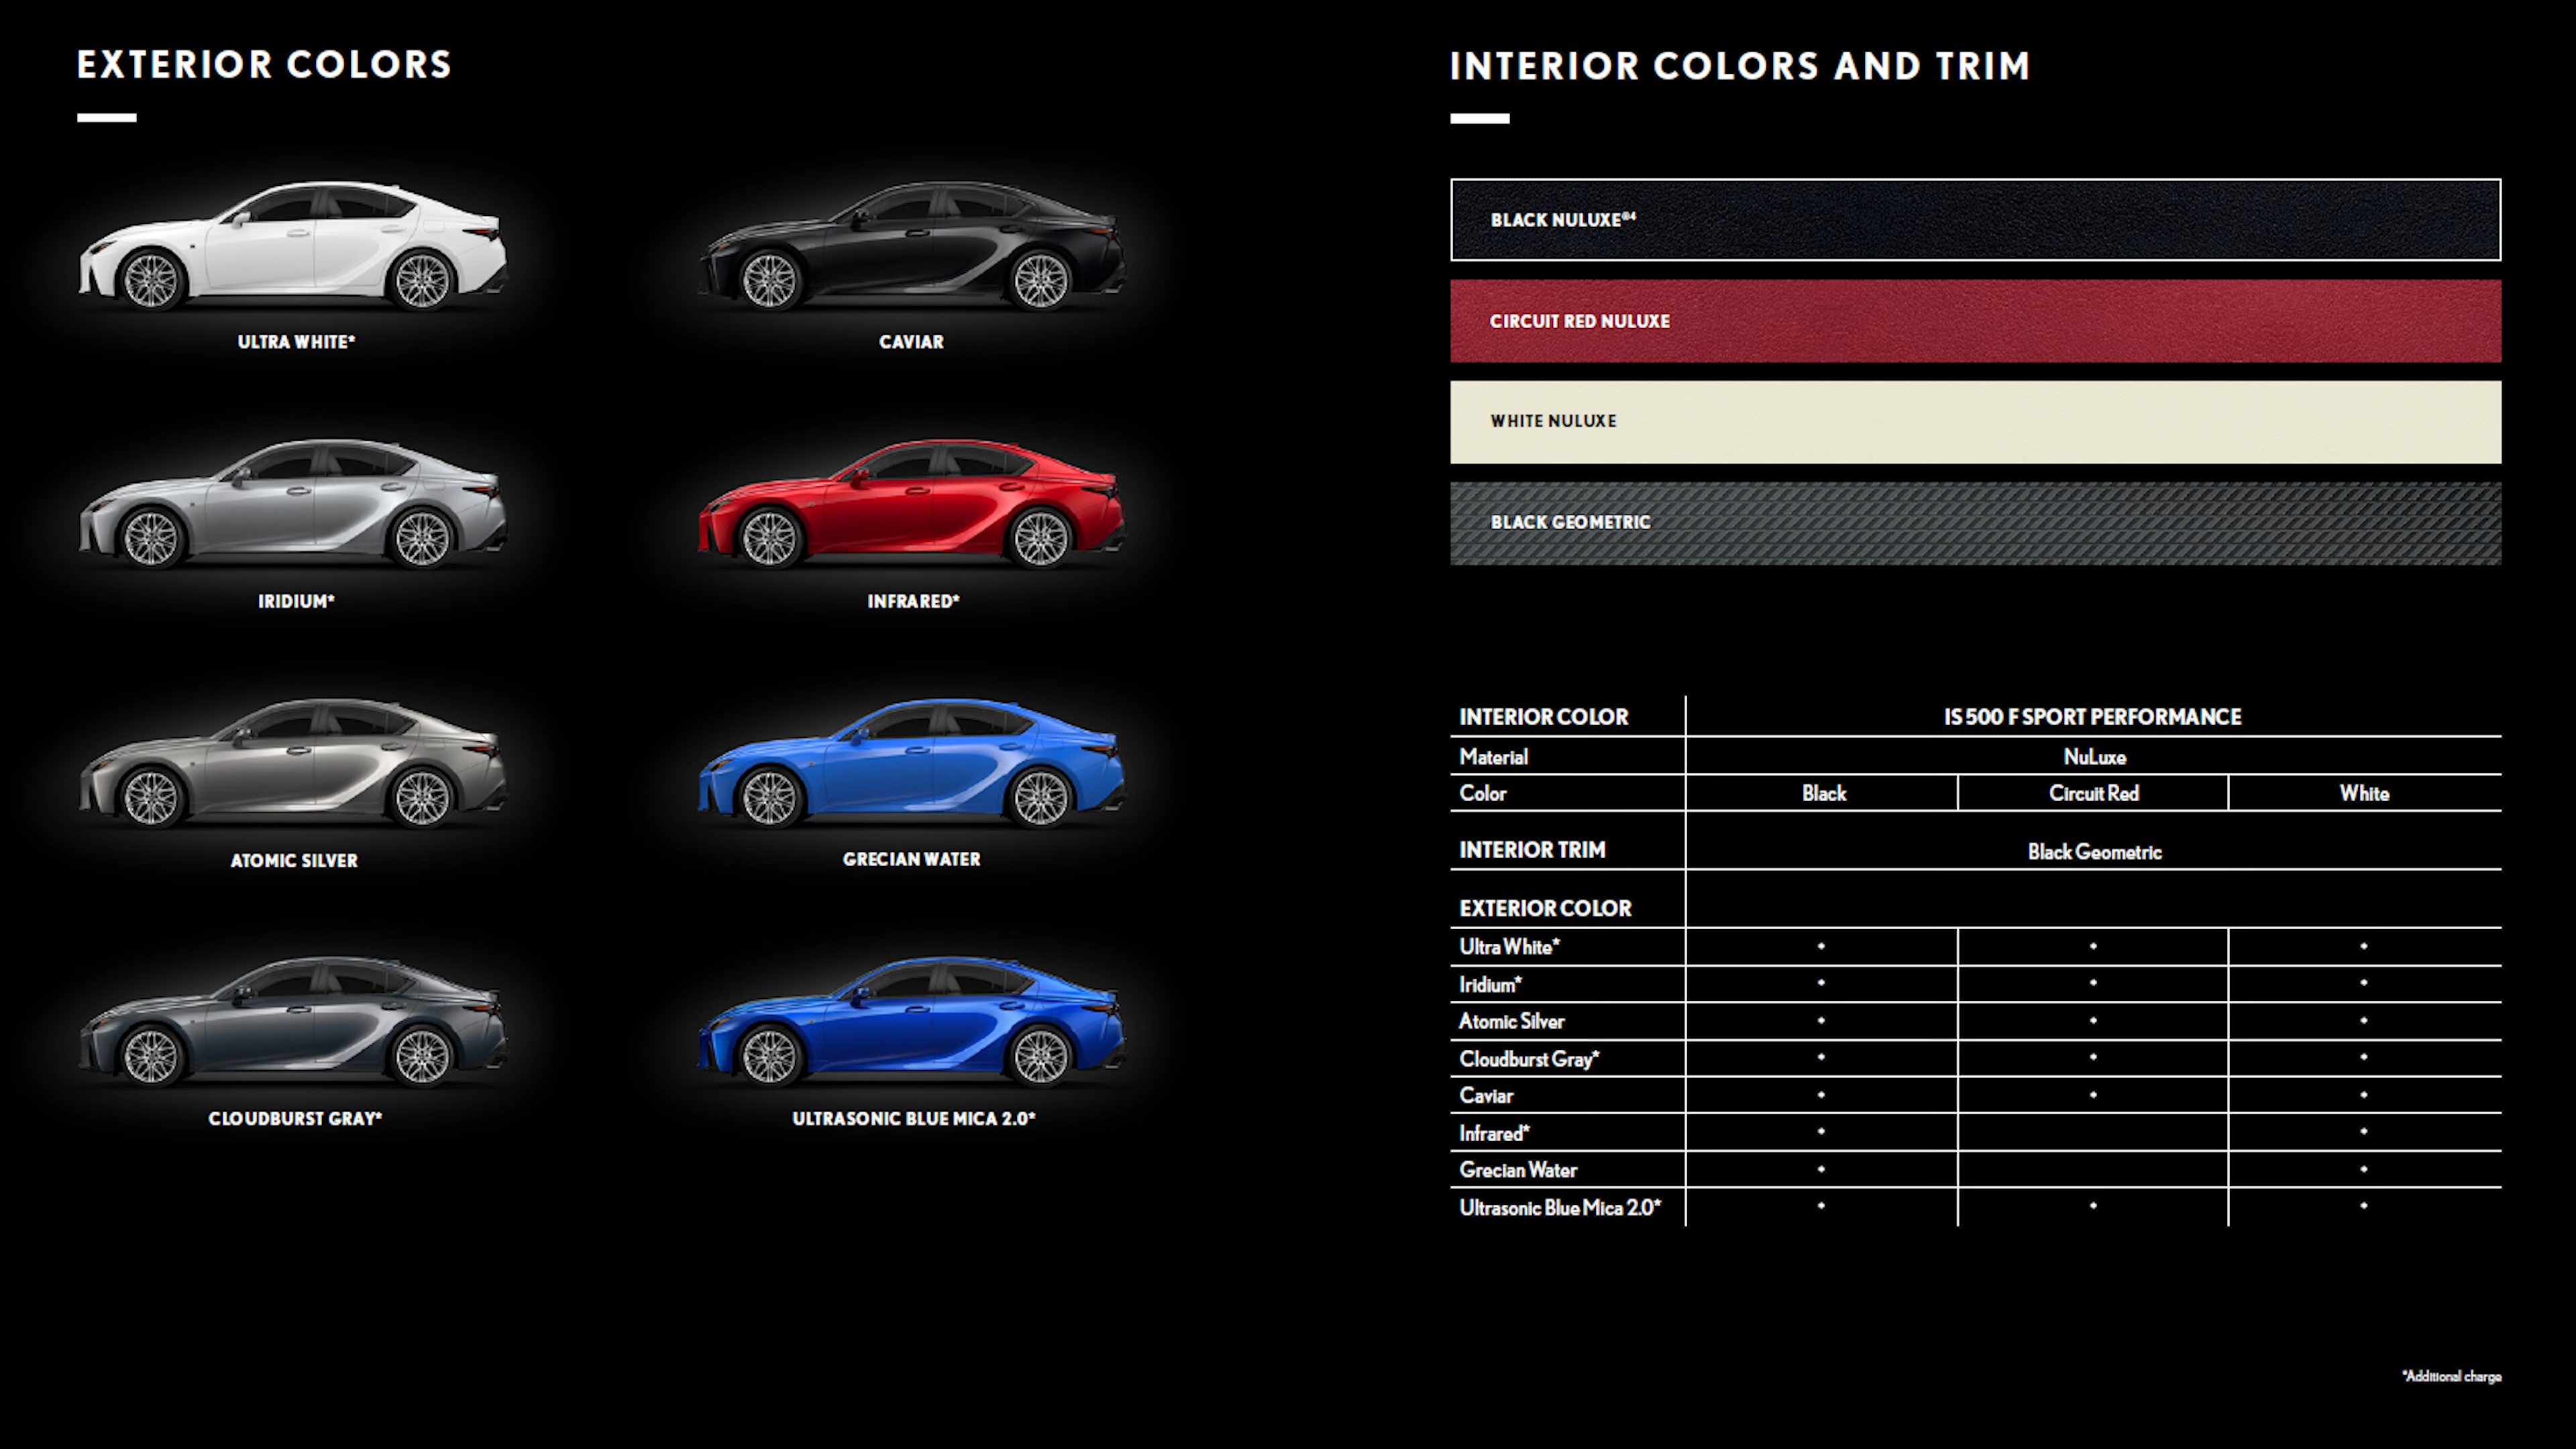 EXTERIOR COLORS
ULTRA WHITE*
CAVIAR
IRIDIUM*
INFRARED*
ATOMIC SILVER
GRECIAN WATER
CLOUDBURST GRAY*
ULTRASONIC BLUE MICA 2.0*
INTERIOR COLORS AND TRIM
BLACK NULUXE®4
CIRCUIT RED NULUXE
WHITE NULUXE
BLACK GEOMETRIC
INTERIOR COLOR IS 500 F SPORT PERFORMANCE
Material NuLuxe
Color Black Circuit Red White
INTERIOR TRIM Black Geometric
EXTERIOR COLOR
Ultra White* • • •
Iridium* • • •
Atomic Silver • • •
Cloudburst Gray* • • •
Caviar • • •
Infrared* • •
Grecian Water • •
Ultrasonic Blue Mica 2.0* • • •
*Additional charge